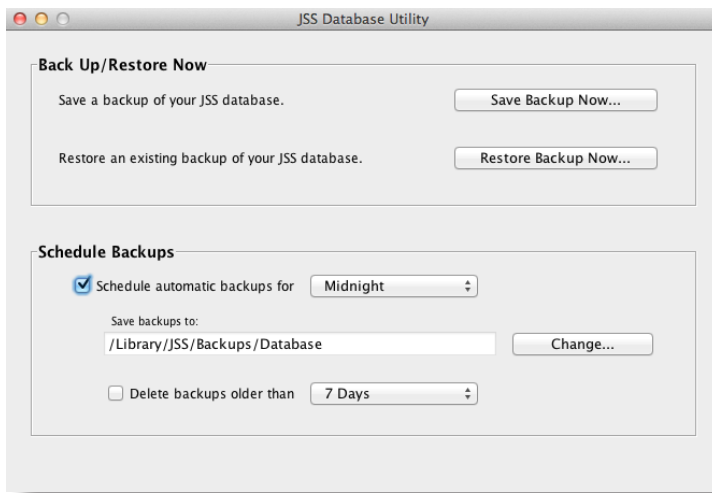 JSS Database Utility
Back Up/Restore Now
Save a backup of your JSS database.
Save Backup Now...
Restore an existing backup of your JSS database.
Restore Backup Now...
Schedule Backups
Schedule automatic backups for Midnight
Save backups to:
/Library/JSS/Backups/Database
Change...
Delete backups older than 7 Days